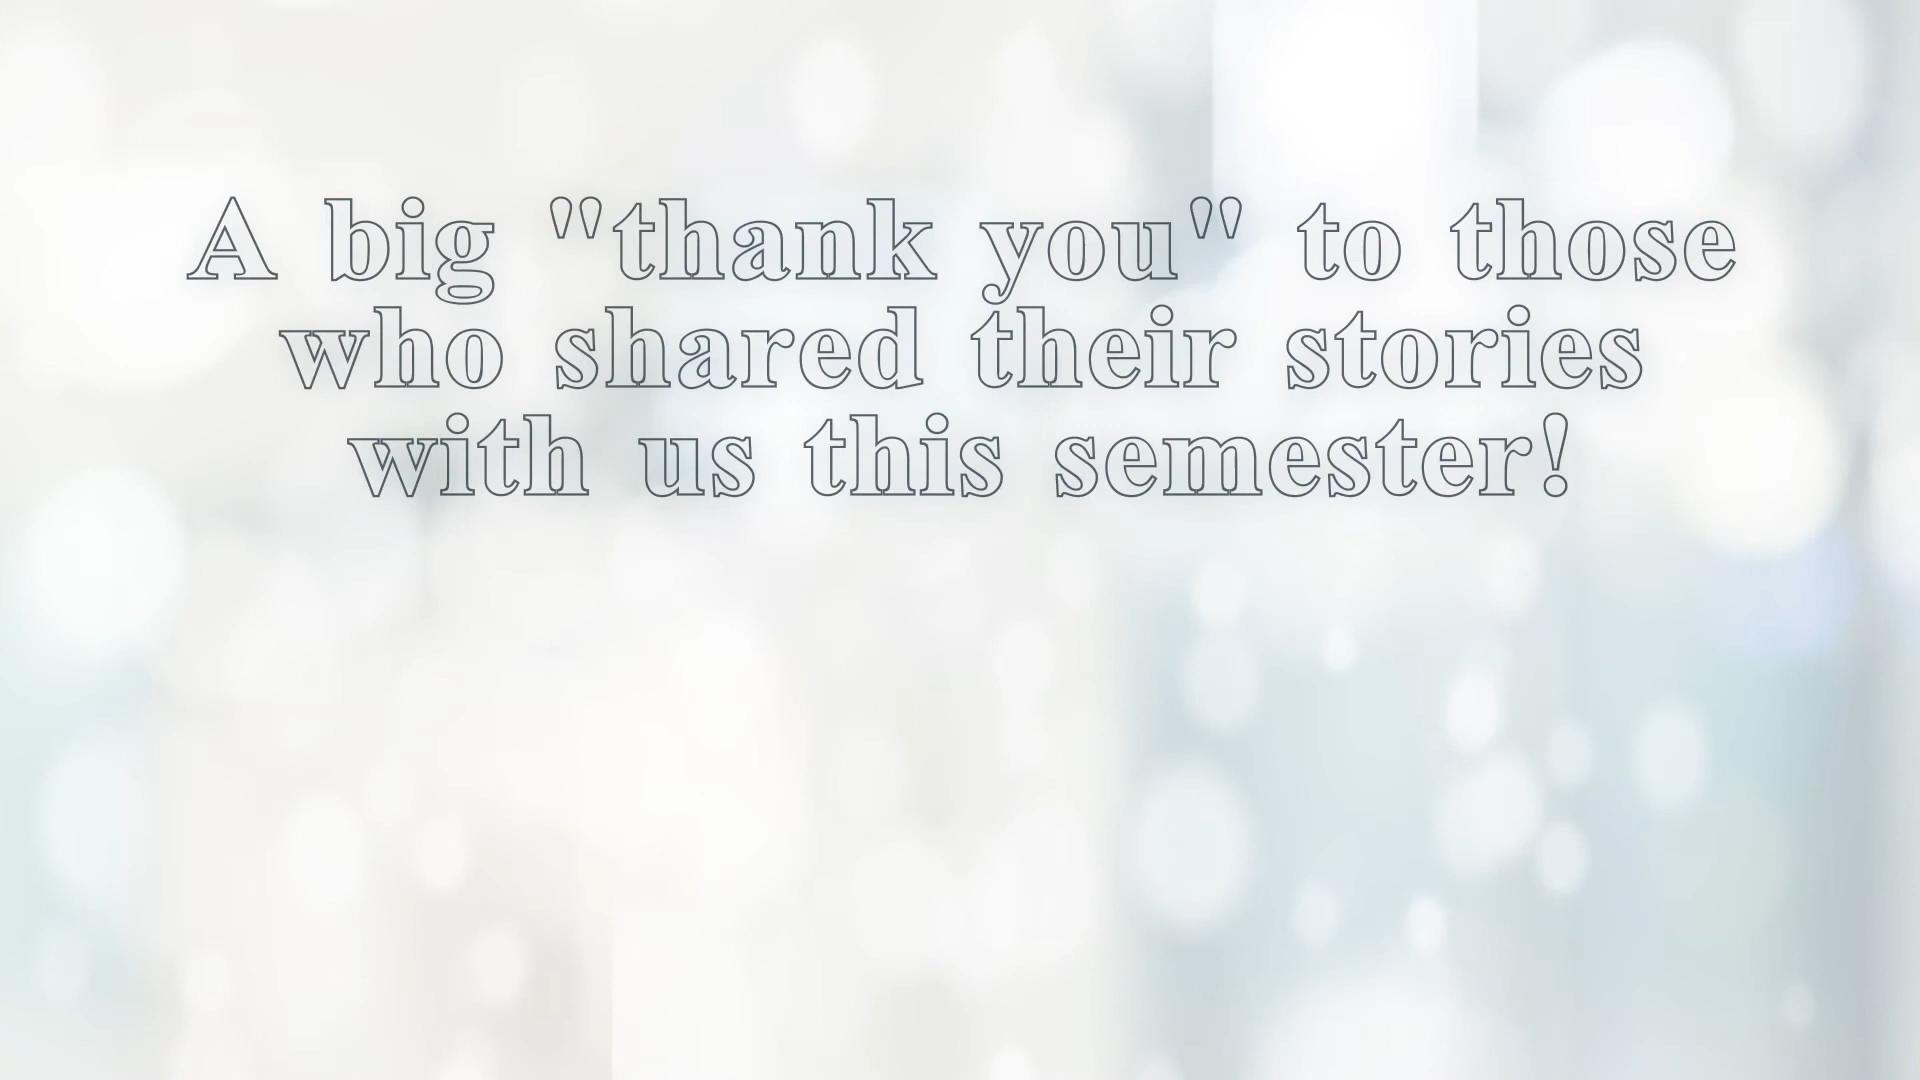 A big "thank you" to those
who shared their stories
with us this semester!